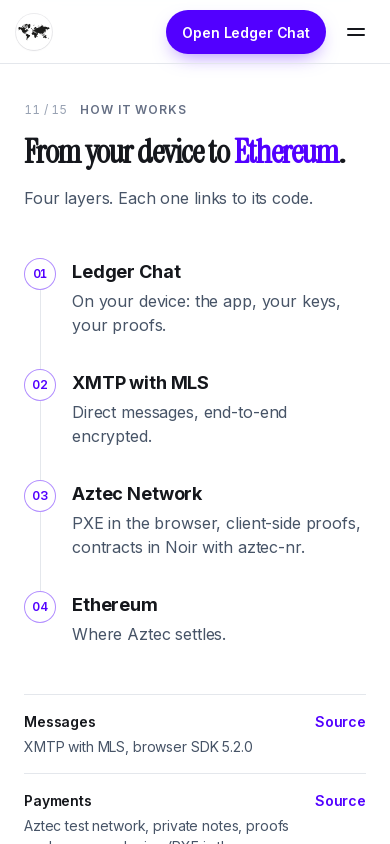 Open Ledger Chat
11 / 15 HOW IT WORKS
From your device to Ethereum.
Four layers. Each one links to its code.
01 Ledger Chat
On your device: the app, your keys,
your proofs.
02 XMTP with MLS
Direct messages, end-to-end
encrypted.
03 Aztec Network
PXE in the browser, client-side proofs,
contracts in Noir with aztec-nr.
04 Ethereum
Where Aztec settles.
Messages Source
XMTP with MLS, browser SDK 5.2.0
Payments Source
Aztec test network, private notes, proofs